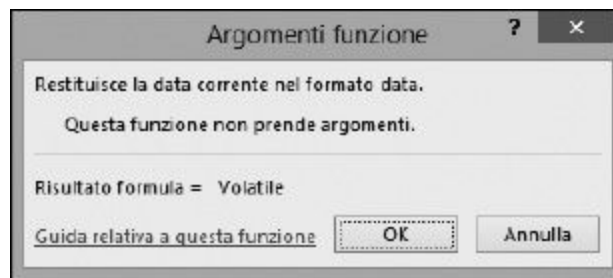 Argomenti funzione ? ×
Restituisce la data corrente nel formato data.
Questa funzione non prende argomenti.
Risultato formula = Volatile
Guida relativa a questa funzione OK Annulla